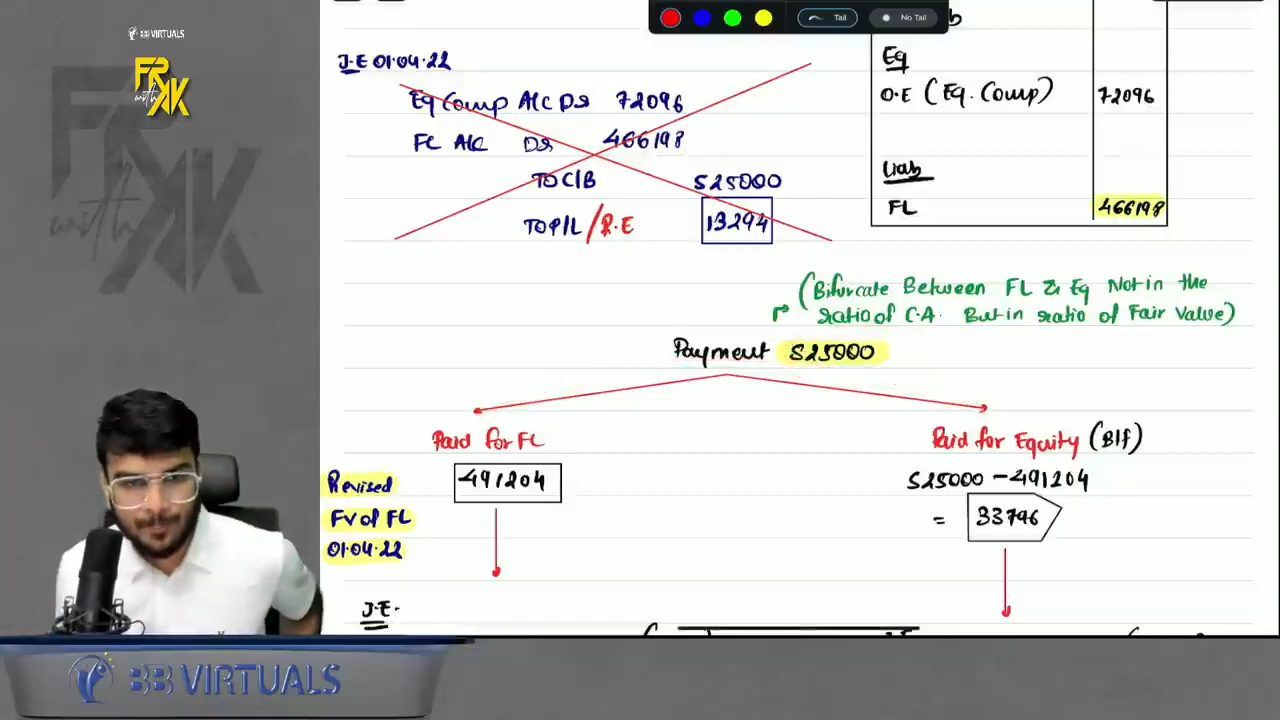 BB VIRTUALS
FR
with
AK
Tail
No Tail
J.E 01.04.22
Eq Comp A/C Dr 72096
FL A/C Dr 466198
TO C/B 525000
TO P/L / R.E 13294
Eq
O.E (Eq. Comp) 72096
Liab
FL 466198
(Bifurcate Between FL & Eq Not in the
ratio of C.A. But in ratio of Fair Value)
Payment 525000
Paid for FL
491204
Revised
FV of FL
01.04.22
Paid for Equity (B/f)
525000 - 491204
= 33796
J.E.
BB VIRTUALS